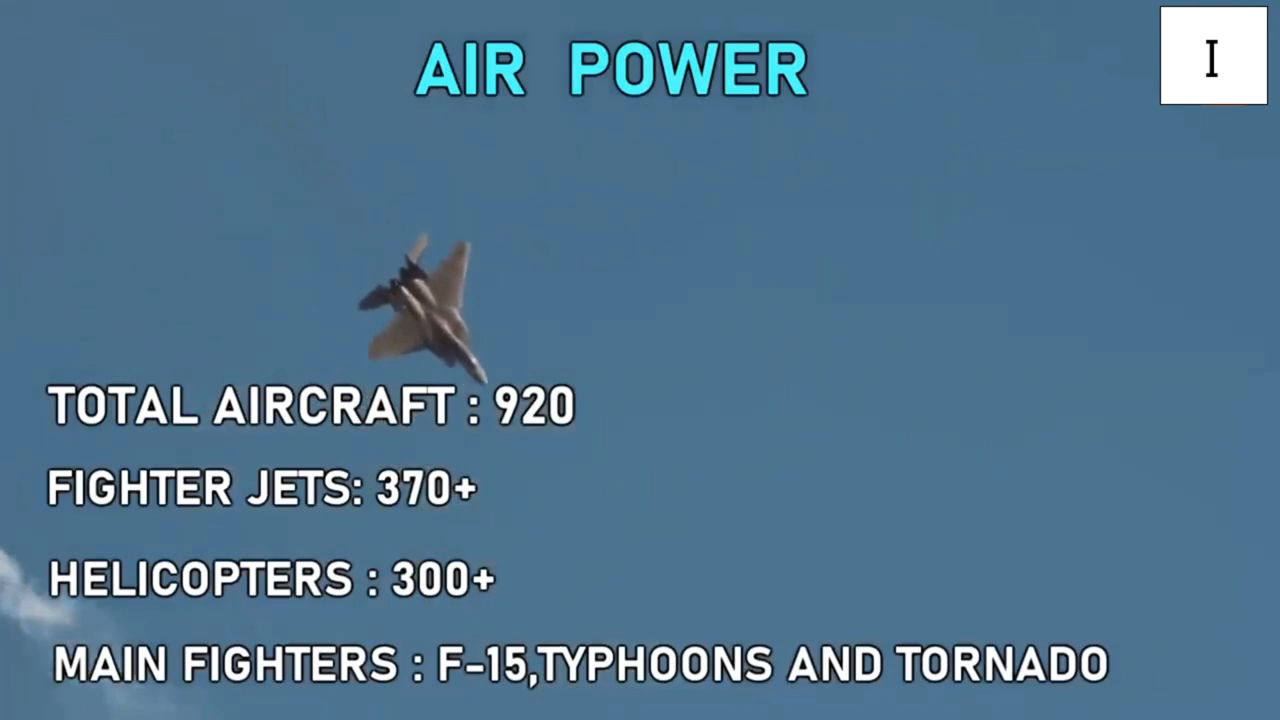 AIR POWER
I
TOTAL AIRCRAFT : 920
FIGHTER JETS: 370+
HELICOPTERS : 300+
MAIN FIGHTERS : F-15,TYPHOONS AND TORNADO